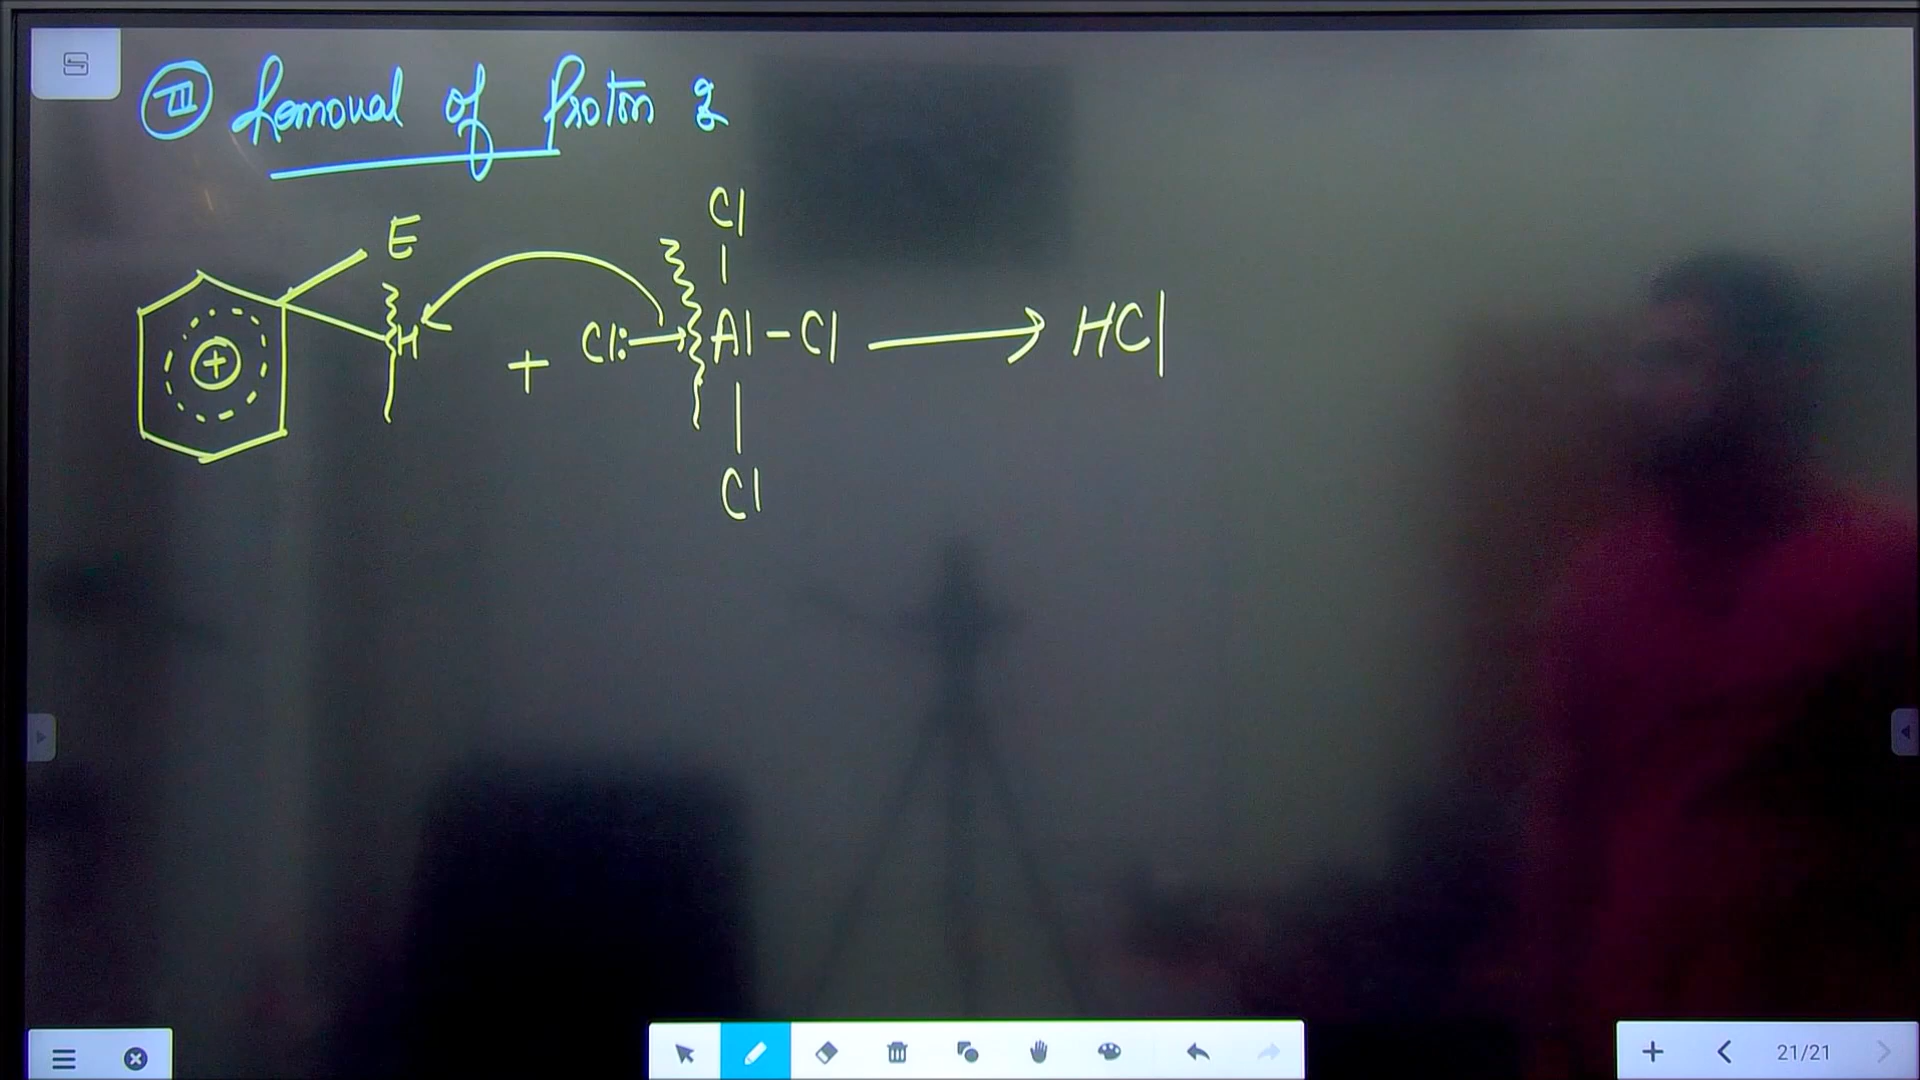 III Removal of Proton :
E
H
+
+
Cl
Cl:→Al-Cl → HCl
Cl
21/21